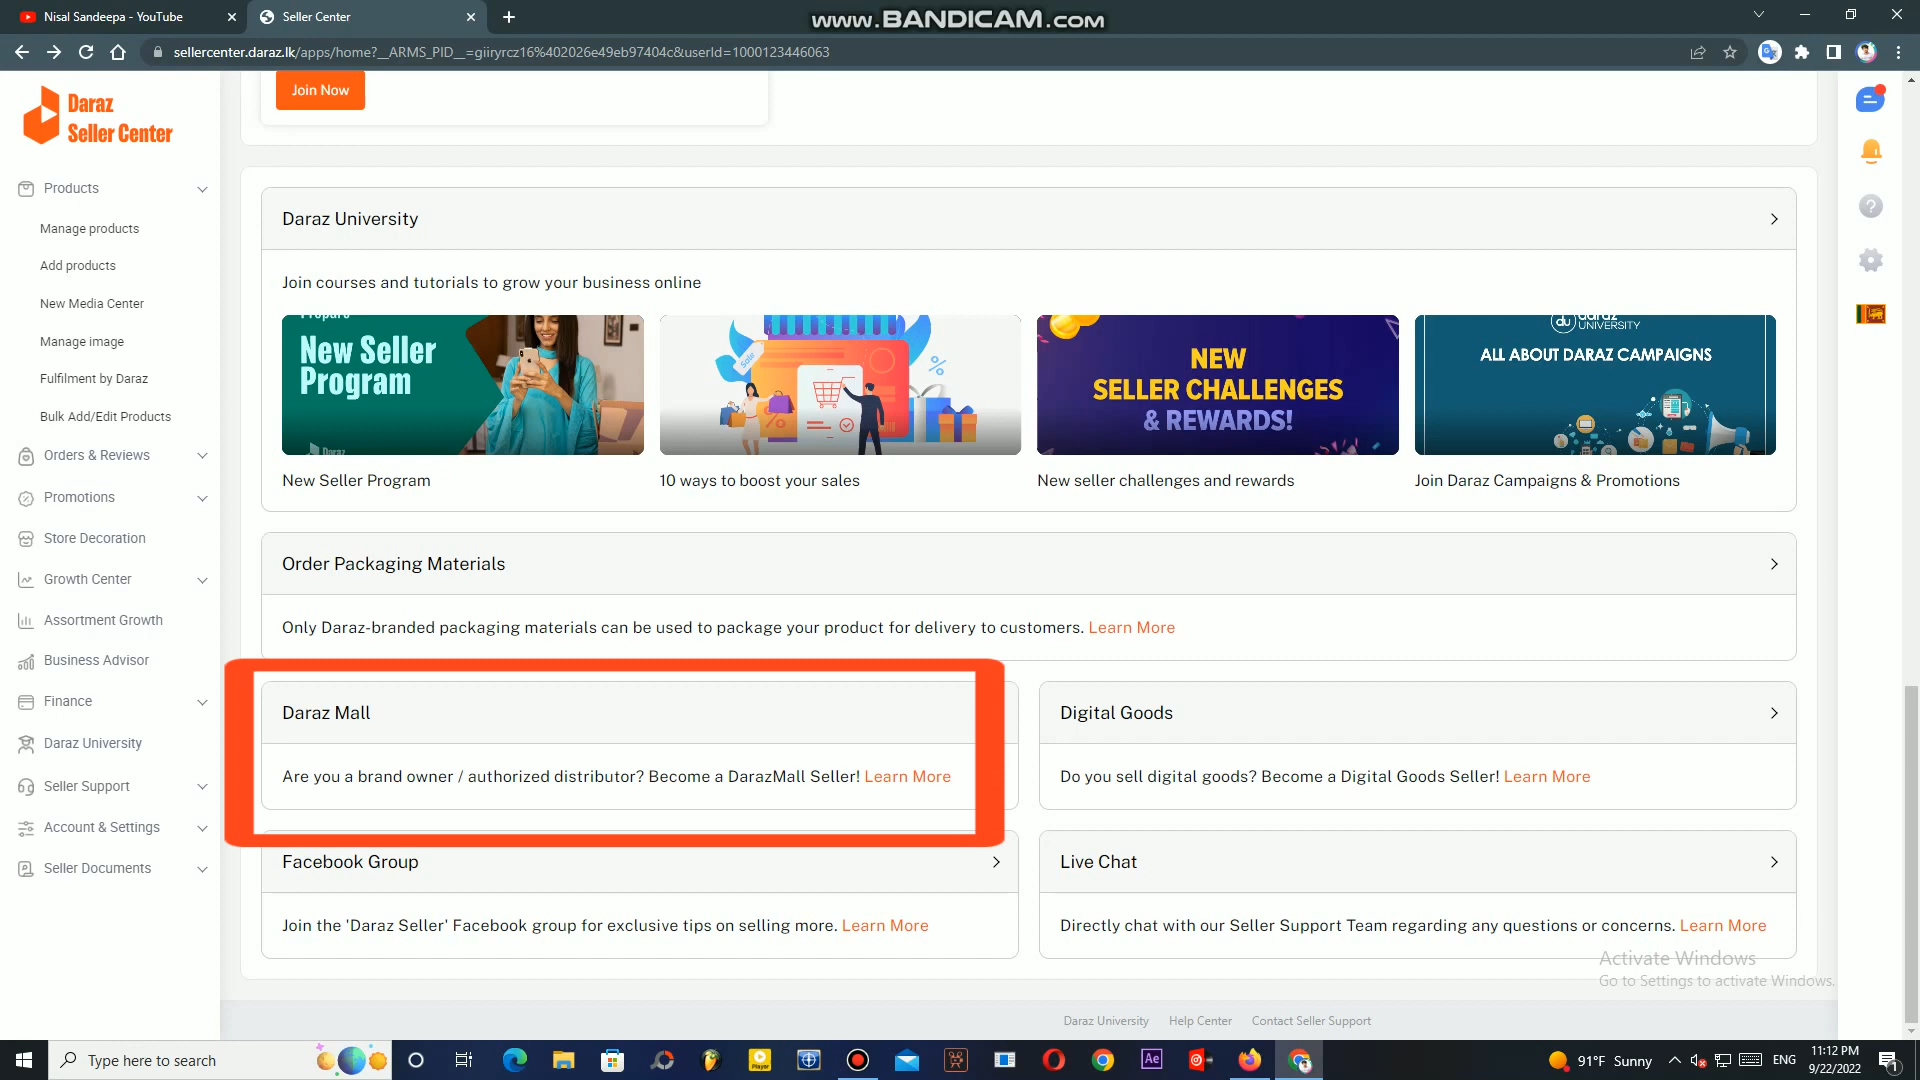 Nisal Sandeepa - YouTube
Seller Center
www.BANDICAM.com
sellercenter.daraz.lk/apps/home?__ARMS_PID__=giiryrcz16%402026e49eb97404c&userId=1000123446063
Daraz
Seller Center
Products
Manage products
Add products
New Media Center
Manage image
Fulfilment by Daraz
Bulk Add/Edit Products
Orders & Reviews
Promotions
Store Decoration
Growth Center
Assortment Growth
Business Advisor
Finance
Daraz University
Seller Support
Account & Settings
Seller Documents
Join Now
Daraz University
Join courses and tutorials to grow your business online
Prepare
New Seller
Program
Daraz
Sale
%
NEW
SELLER CHALLENGES
& REWARDS!
du daraz
UNIVERSITY
ALL ABOUT DARAZ CAMPAIGNS
New Seller Program
10 ways to boost your sales
New seller challenges and rewards
Join Daraz Campaigns & Promotions
Order Packaging Materials
Only Daraz-branded packaging materials can be used to package your product for delivery to customers. Learn More
Daraz Mall
Are you a brand owner / authorized distributor? Become a DarazMall Seller! Learn More
Digital Goods
Do you sell digital goods? Become a Digital Goods Seller! Learn More
Facebook Group
Join the 'Daraz Seller' Facebook group for exclusive tips on selling more. Learn More
Live Chat
Directly chat with our Seller Support Team regarding any questions or concerns. Learn More
Activate Windows
Go to Settings to activate Windows.
Daraz University
Help Center
Contact Seller Support
Type here to search
Player
Ae
91°F Sunny
ENG
11:12 PM
9/22/2022
1